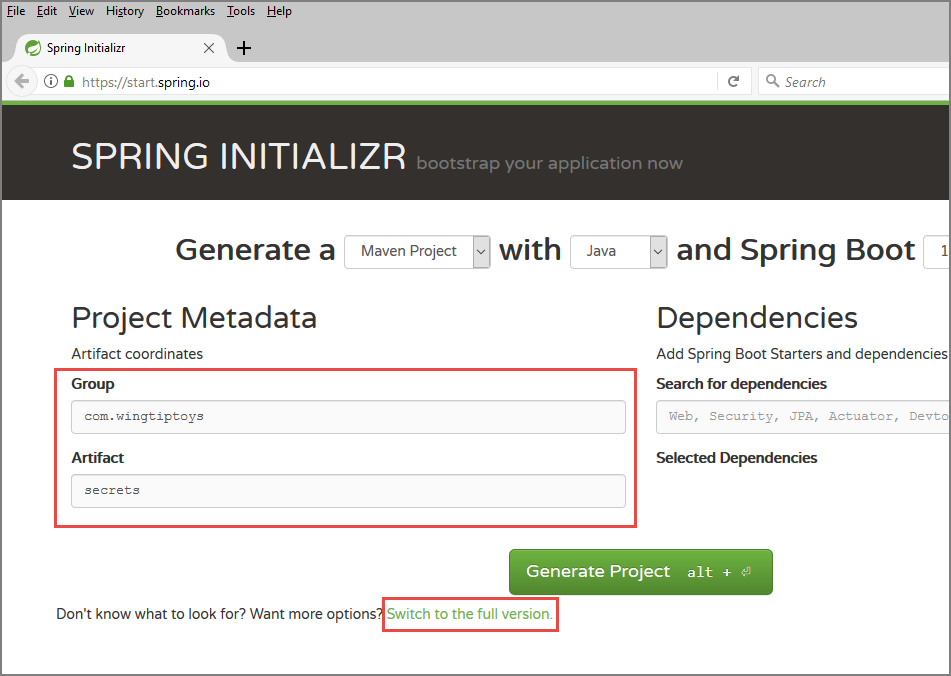 File Edit View History Bookmarks Tools Help
Spring Initializr
https://start.spring.io
Search
SPRING INITIALIZR bootstrap your application now
Generate a Maven Project with Java and Spring Boot 1
Project Metadata
Artifact coordinates
Group
com.wingtiptoys
Artifact
secrets
Dependencies
Add Spring Boot Starters and dependencies
Search for dependencies
Web, Security, JPA, Actuator, Devto
Selected Dependencies
Generate Project alt + ⏎
Don't know what to look for? Want more options? Switch to the full version.